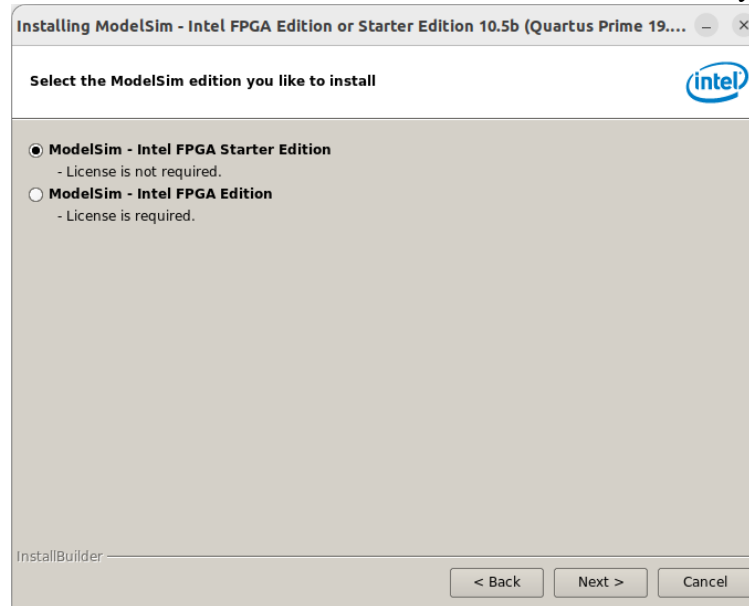 Installing ModelSim - Intel FPGA Edition or Starter Edition 10.5b (Quartus Prime 19....
Select the ModelSim edition you like to install
intel
ModelSim - Intel FPGA Starter Edition
- License is not required.
ModelSim - Intel FPGA Edition
- License is required.
InstallBuilder
< Back
Next >
Cancel